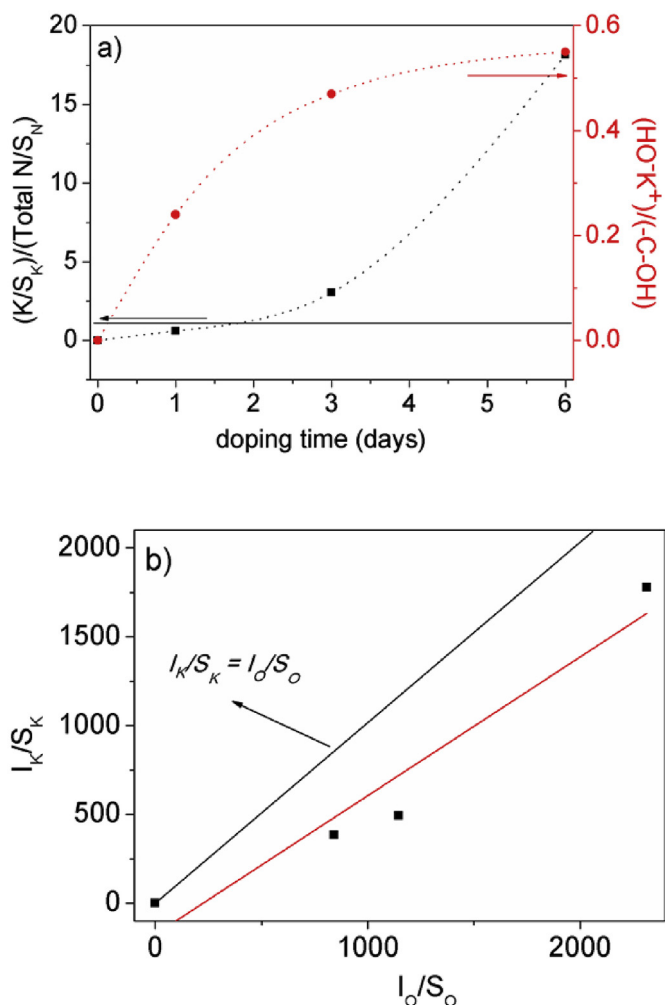 a)
20
15
10
5
0
(K/S_K)/(Total N/S_N)
0.6
0.4
0.2
0.0
(HO⁻K⁺)/(-C-OH)
0 1 2 3 4 5 6
doping time (days)
b)
2000
1500
1000
500
0
I_K/S_K
I_K/S_K = I_O/S_O
0 1000 2000
I_O/S_O